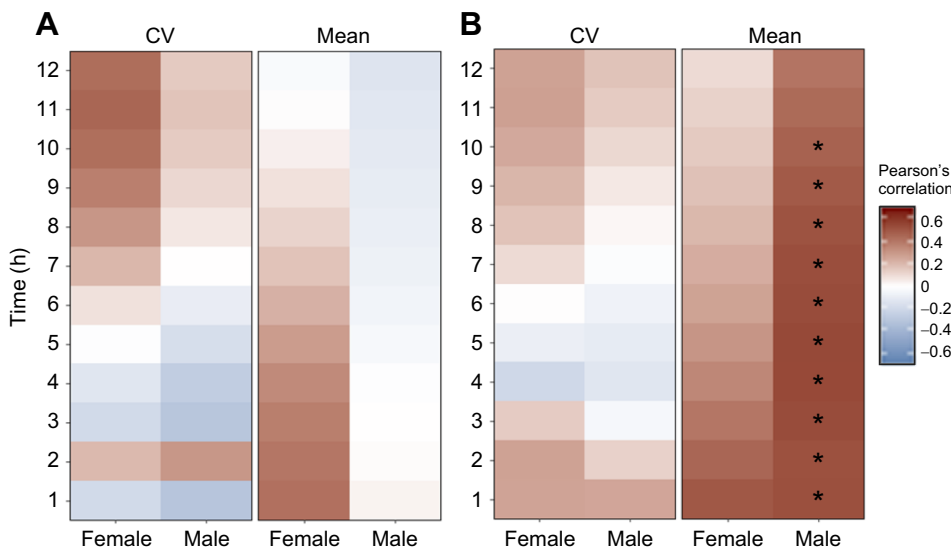 A
CV
Mean
B
CV
Mean
Time (h)
12
11
10
9
8
7
6
5
4
3
2
1
Female
Male
Female
Male
12
11
10
9
8
7
6
5
4
3
2
1
*
*
*
*
*
*
*
*
*
*
Female
Male
Female
Male
Pearson's
correlation
0.6
0.4
0.2
0
–0.2
–0.4
–0.6